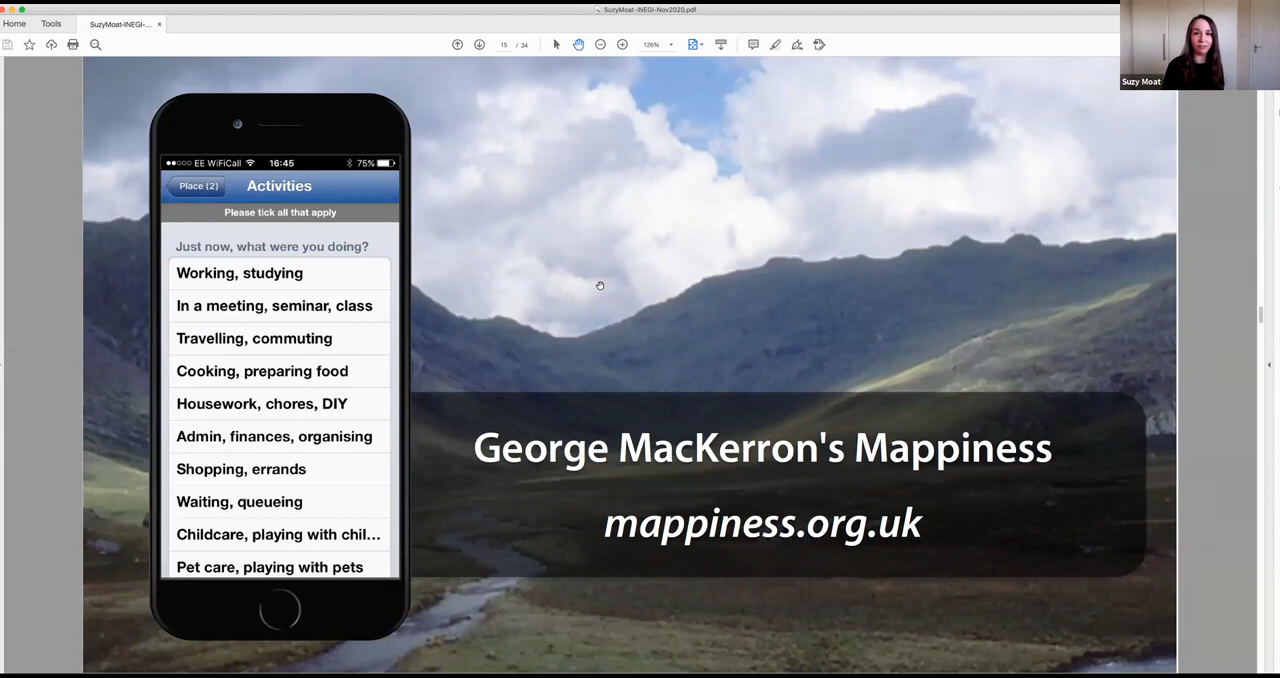 SuzyMoat-INEGI-Nov2020.pdf
Home Tools SuzyMoat-INEGI-... ×
15 / 34 126%
Suzy Moat
EE WiFiCall 16:45 75%
Place (2) Activities
Please tick all that apply
Just now, what were you doing?
Working, studying
In a meeting, seminar, class
Travelling, commuting
Cooking, preparing food
Housework, chores, DIY
Admin, finances, organising
Shopping, errands
Waiting, queueing
Childcare, playing with chil...
Pet care, playing with pets
George MacKerron's Mappiness
mappiness.org.uk